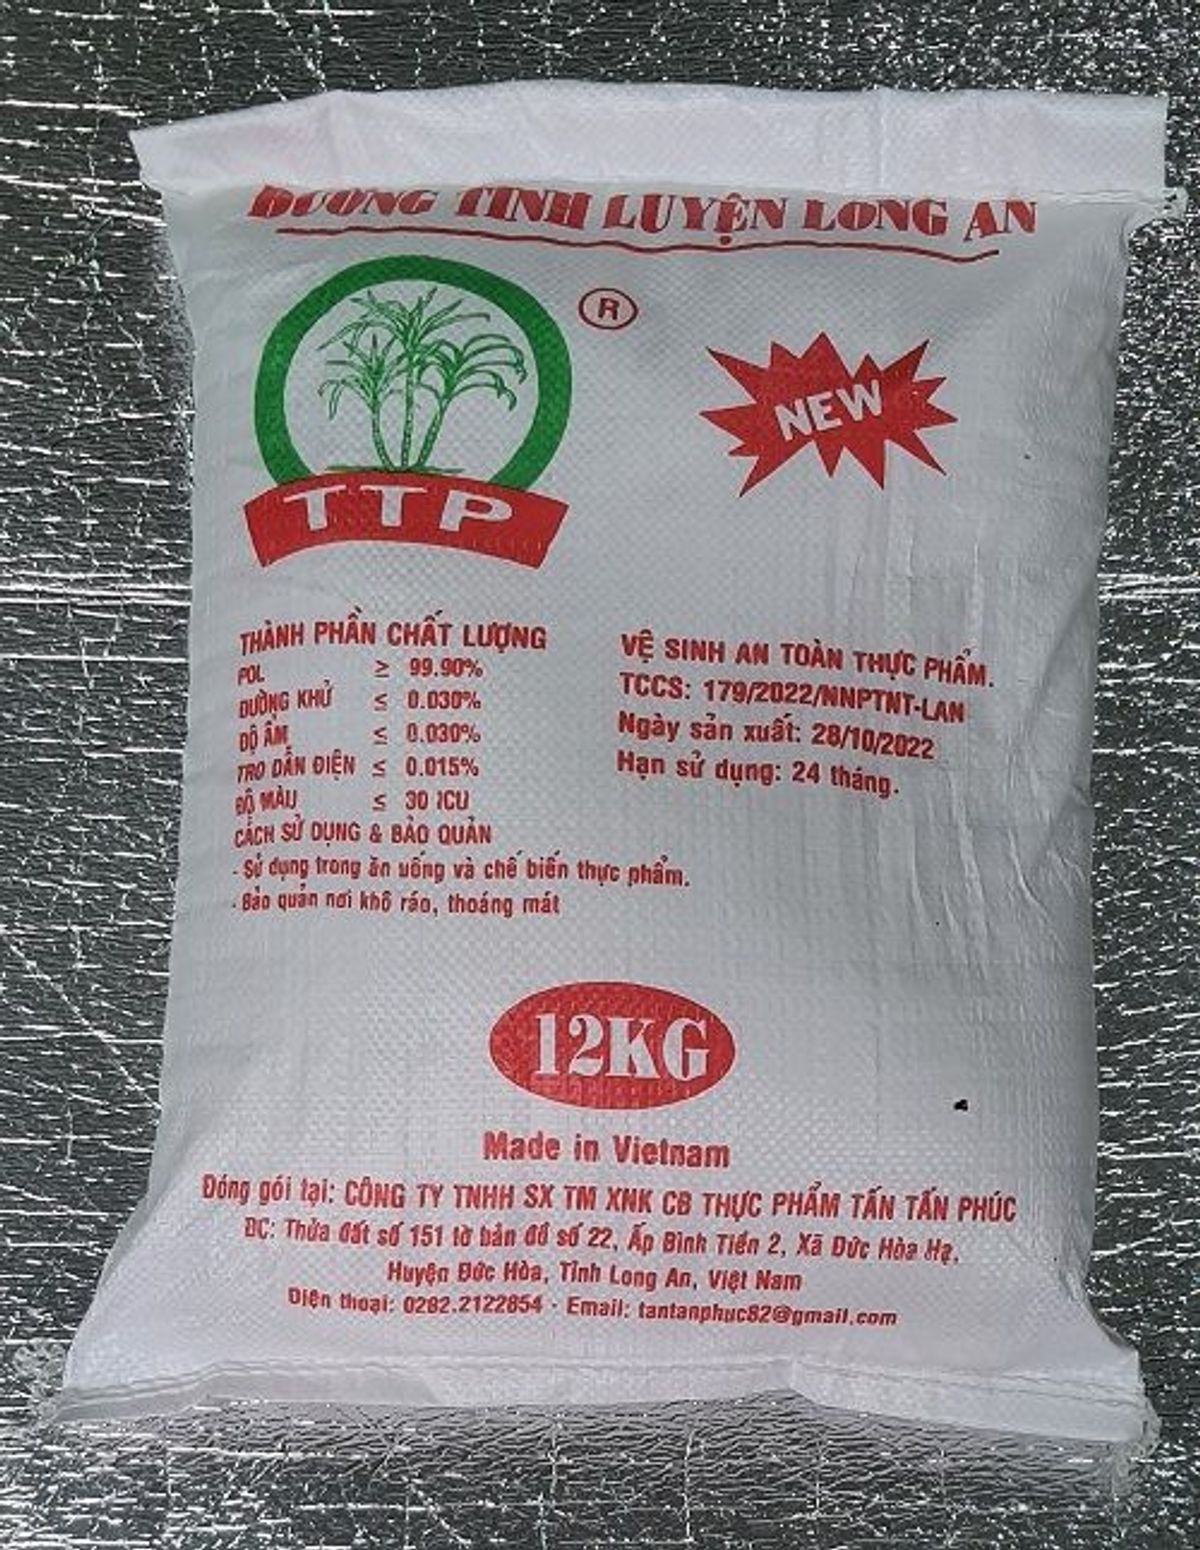 ĐƯỜNG TINH LUYỆN LONG AN
®
NEW
TTP
THÀNH PHẦN CHẤT LƯỢNG
POL ≥ 99.90%
ĐƯỜNG KHỬ ≤ 0.030%
ĐỘ ẨM ≤ 0.030%
TRO DẪN ĐIỆN ≤ 0.015%
ĐỘ MÀU ≤ 30 ICU
CÁCH SỬ DỤNG & BẢO QUẢN
- Sử dụng trong ăn uống và chế biến thực phẩm.
- Bảo quản nơi khô ráo, thoáng mát
VỆ SINH AN TOÀN THỰC PHẨM.
TCCS: 179/2022/NNPTNT-LAN
Ngày sản xuất: 28/10/2022
Hạn sử dụng: 24 tháng.
12KG
Made in Vietnam
Đóng gói tại: CÔNG TY TNHH SX TM XNK CB THỰC PHẨM TẤN TẤN PHÚC
ĐC: Thửa đất số 151 tờ bản đồ số 22, Ấp Bình Tiền 2, Xã Đức Hòa Hạ,
Huyện Đức Hòa, Tỉnh Long An, Việt Nam
Điện thoại: 0282.2122854 - Email: tantanphuc82@gmail.com